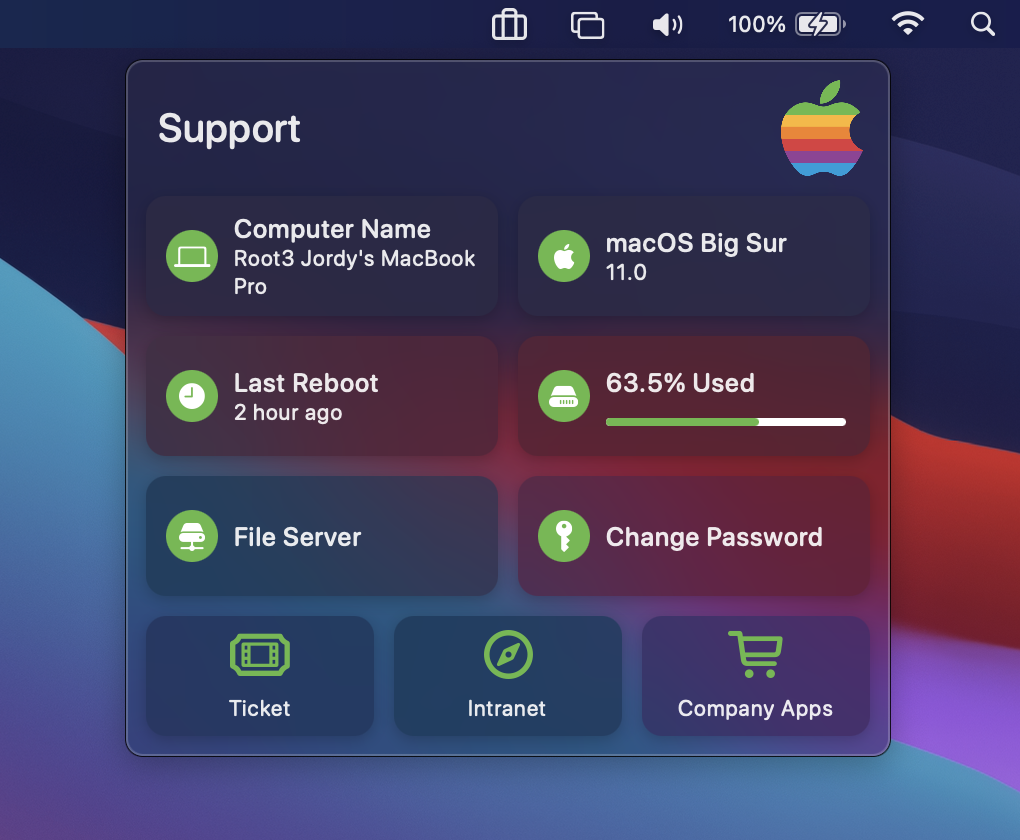 100%
Support
Computer Name
Root3 Jordy's MacBook
Pro
macOS Big Sur
11.0
Last Reboot
2 hour ago
63.5% Used
File Server
Change Password
Ticket
Intranet
Company Apps